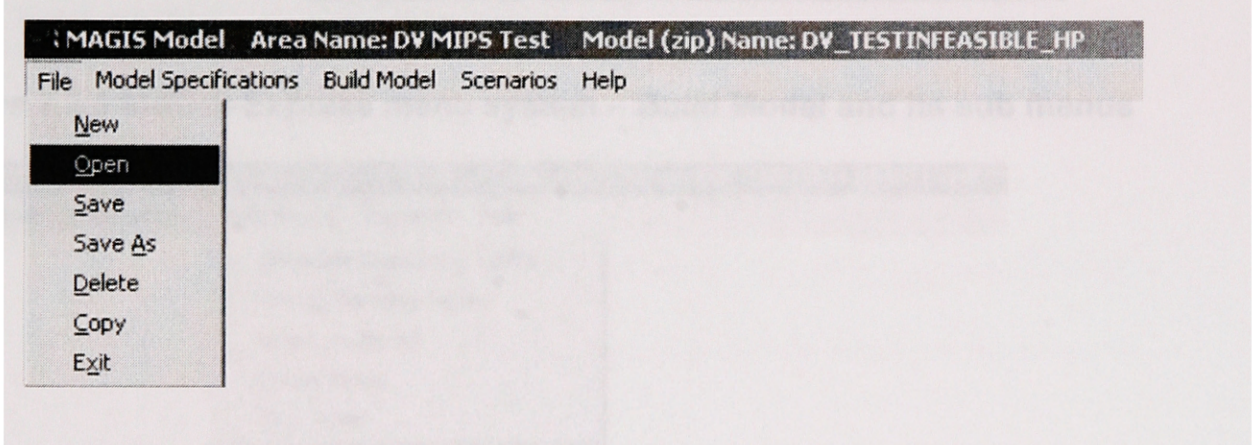 MAGIS Model Area Name: DV MIPS Test Model (zip) Name: DV_TESTINFEASIBLE_HP
File Model Specifications Build Model Scenarios Help
New
Open
Save
Save As
Delete
Copy
Exit